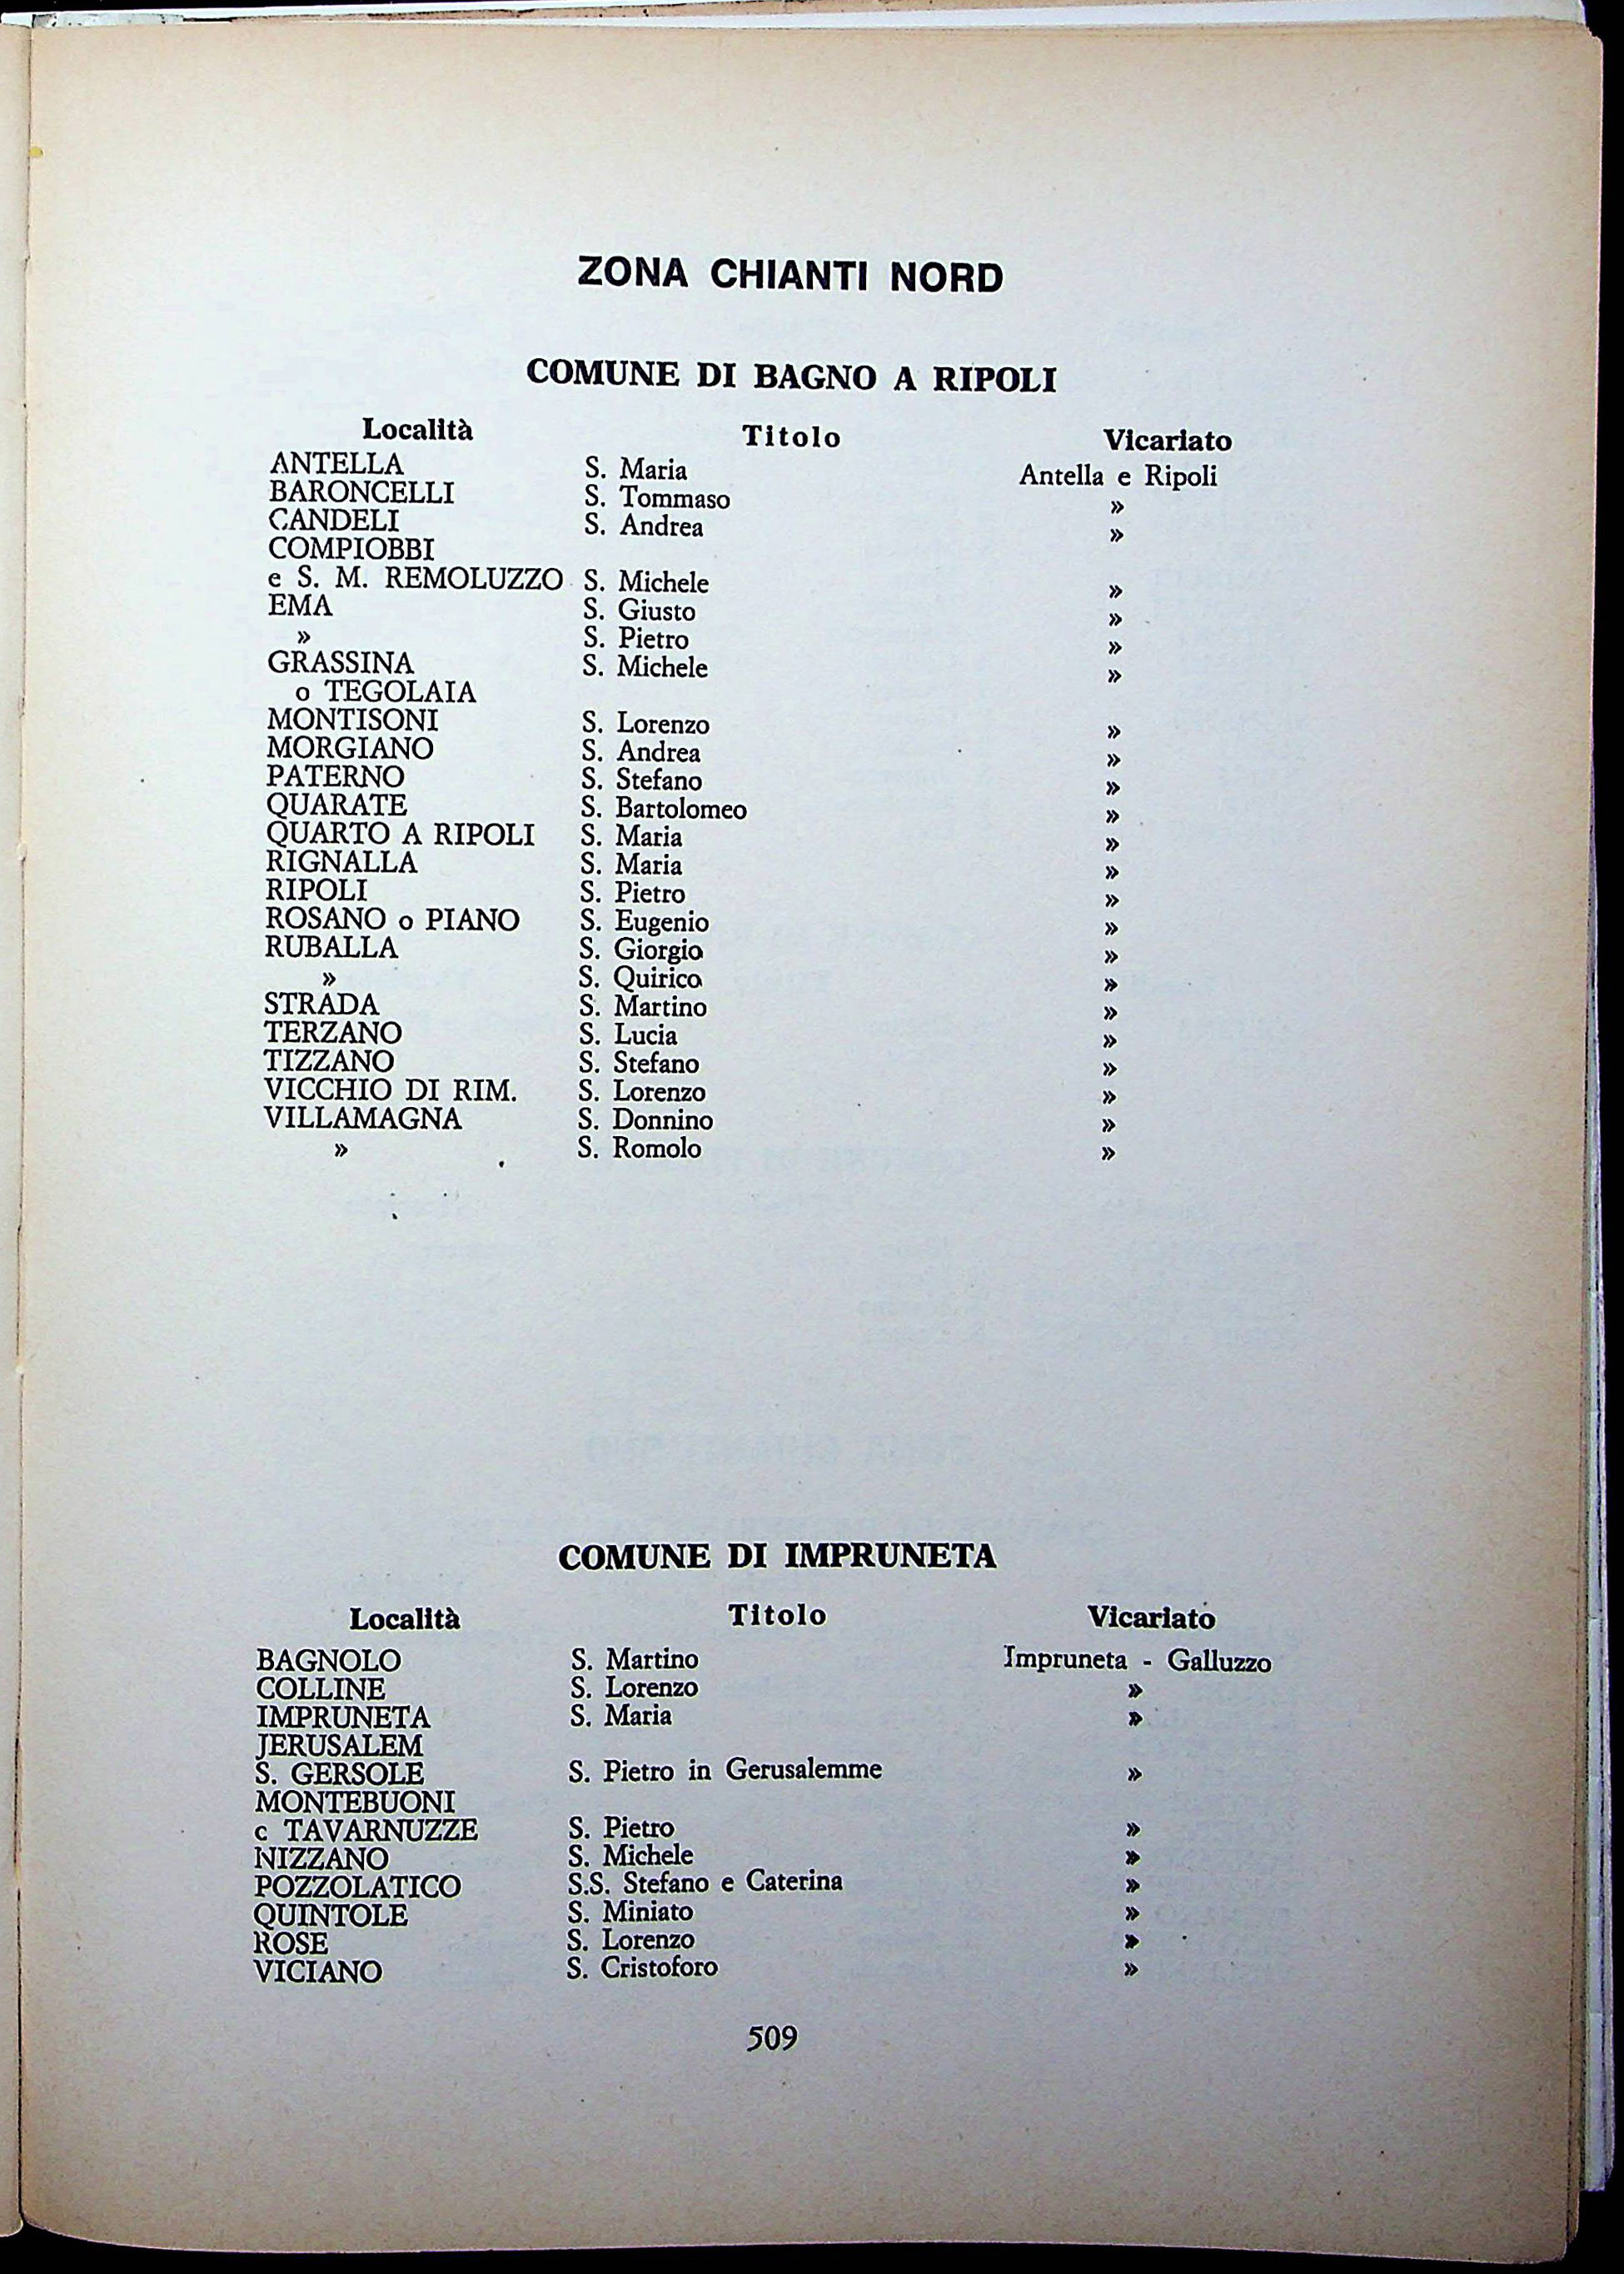 ZONA CHIANTI NORD
COMUNE DI BAGNO A RIPOLI
Località Titolo Vicariato
ANTELLA S. Maria Antella e Ripoli
BARONCELLI S. Tommaso »
CANDELI S. Andrea »
COMPIOBBI
e S. M. REMOLUZZO S. Michele »
EMA S. Giusto »
» S. Pietro »
GRASSINA S. Michele »
o TEGOLAIA
MONTISONI S. Lorenzo »
MORGIANO S. Andrea »
PATERNO S. Stefano »
QUARATE S. Bartolomeo »
QUARTO A RIPOLI S. Maria »
RIGNALLA S. Maria »
RIPOLI S. Pietro »
ROSANO o PIANO S. Eugenio »
RUBALLA S. Giorgio »
» S. Quirico »
STRADA S. Martino »
TERZANO S. Lucia »
TIZZANO S. Stefano »
VICCHIO DI RIM. S. Lorenzo »
VILLAMAGNA S. Donnino »
» S. Romolo »
COMUNE DI IMPRUNETA
Località Titolo Vicariato
BAGNOLO S. Martino Impruneta - Galluzzo
COLLINE S. Lorenzo »
IMPRUNETA S. Maria »
JERUSALEM
S. GERSOLE S. Pietro in Gerusalemme »
MONTEBUONI
e TAVARNUZZE S. Pietro »
NIZZANO S. Michele »
POZZOLATICO S.S. Stefano e Caterina »
QUINTOLE S. Miniato »
ROSE S. Lorenzo »
VICIANO S. Cristoforo »
509